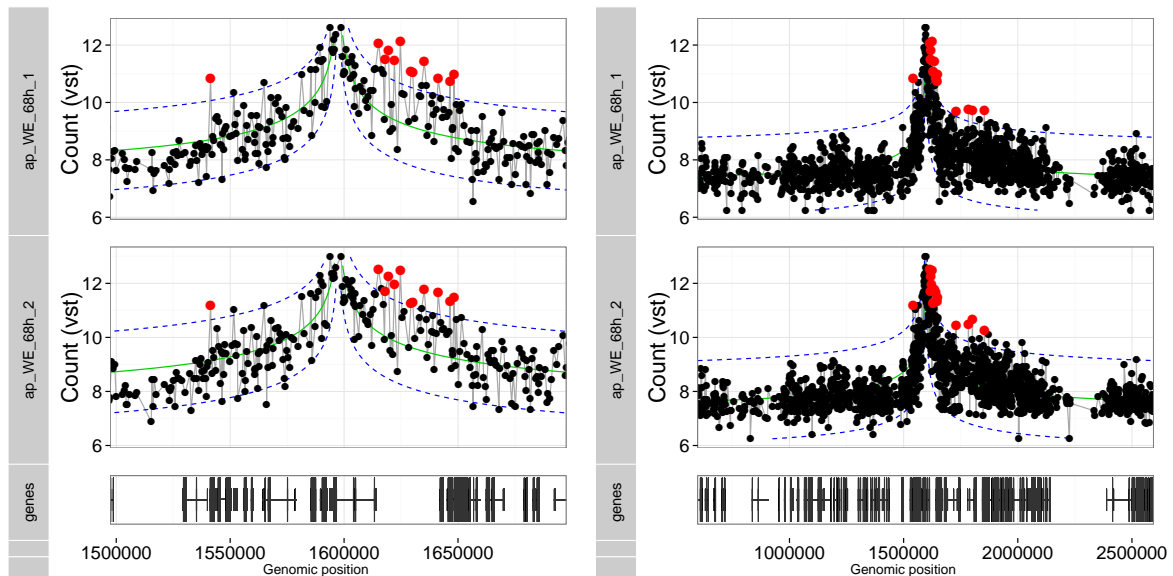 ap_WE_68h_1
Count (vst)
12
10
8
6
ap_WE_68h_2
Count (vst)
12
10
8
6
genes
1500000 1550000 1600000 1650000
Genomic position
ap_WE_68h_1
Count (vst)
12
10
8
6
ap_WE_68h_2
Count (vst)
12
10
8
6
genes
1000000 1500000 2000000 2500000
Genomic position